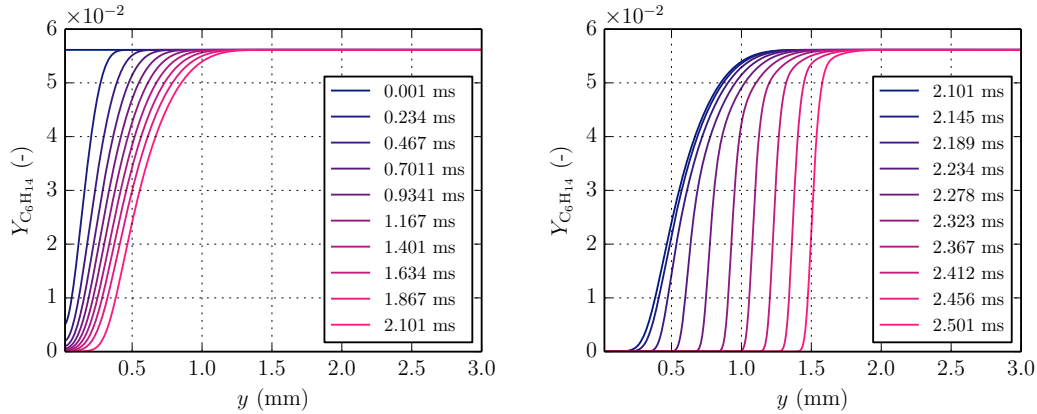 ×10⁻²
6
5
4
3
2
1
0
Y_{C₆H₁₄} (-)
0.5 1.0 1.5 2.0 2.5 3.0
y (mm)
0.001 ms
0.234 ms
0.467 ms
0.7011 ms
0.9341 ms
1.167 ms
1.401 ms
1.634 ms
1.867 ms
2.101 ms
×10⁻²
6
5
4
3
2
1
0
Y_{C₆H₁₄} (-)
0.5 1.0 1.5 2.0 2.5 3.0
y (mm)
2.101 ms
2.145 ms
2.189 ms
2.234 ms
2.278 ms
2.323 ms
2.367 ms
2.412 ms
2.456 ms
2.501 ms